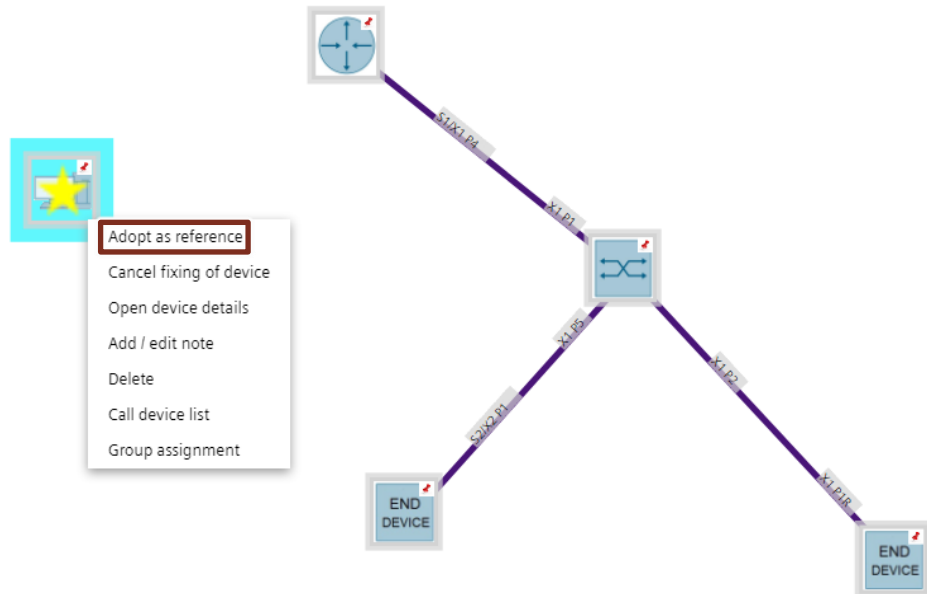 S1/X1 P4
X1 P1
Adopt as reference
Cancel fixing of device
Open device details
Add / edit note
Delete
Call device list
Group assignment
X1 P5
X1 P2
S2/X2 P1
X1 P1R
END
DEVICE
END
DEVICE